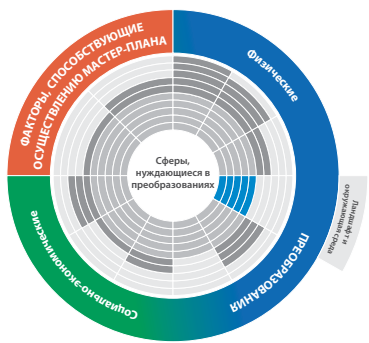 ФАКТОРЫ, СПОСОБСТВУЮЩИЕ
ОСУЩЕСТВЛЕНИЮ МАСТЕР-ПЛАНА
Физические
Сферы,
нуждающиеся в
преобразованиях
Ландшафт и
окружающая среда
Социально-экономические
ПРЕОБРАЗОВАНИЯ